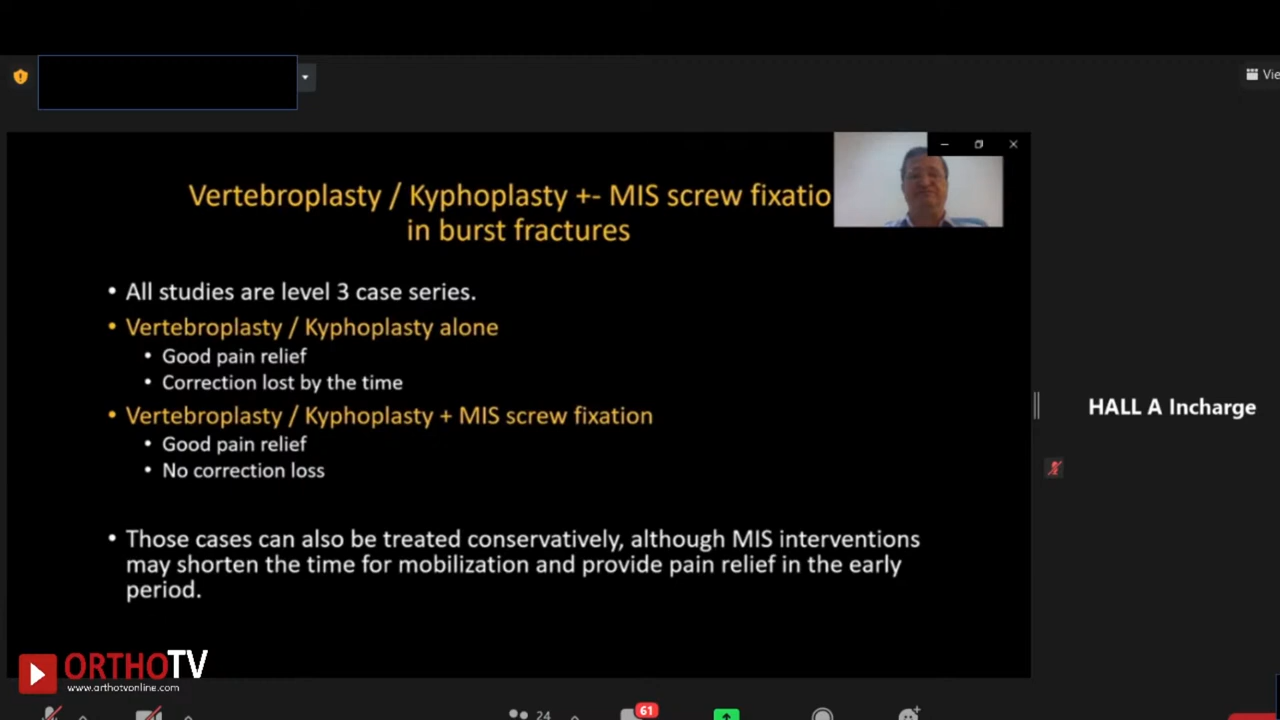 Vie
Vertebroplasty / Kyphoplasty +- MIS screw fixatio
in burst fractures
• All studies are level 3 case series.
• Vertebroplasty / Kyphoplasty alone
• Good pain relief
• Correction lost by the time
• Vertebroplasty / Kyphoplasty + MIS screw fixation
• Good pain relief
• No correction loss
• Those cases can also be treated conservatively, although MIS interventions
may shorten the time for mobilization and provide pain relief in the early
period.
HALL A Incharge
ORTHOTV
www.orthotvonline.com
24
61